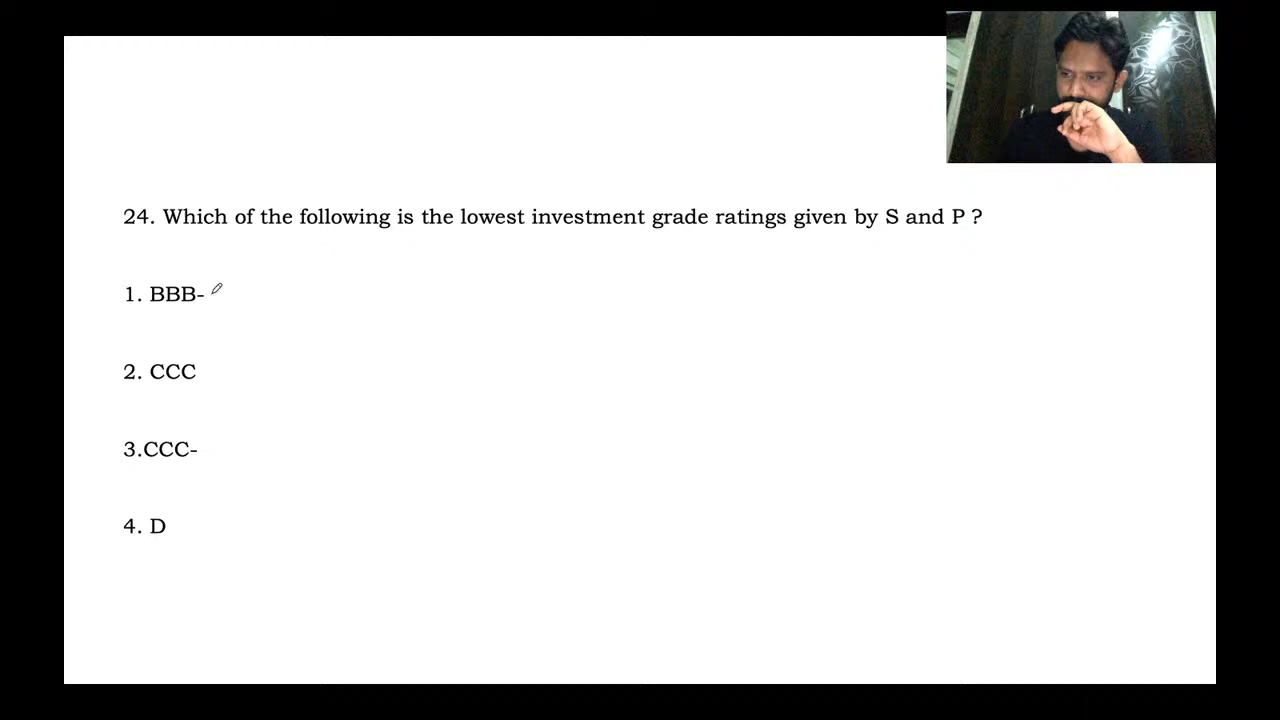 24. Which of the following is the lowest investment grade ratings given by S and P ?
1. BBB-
2. CCC
3.CCC-
4. D